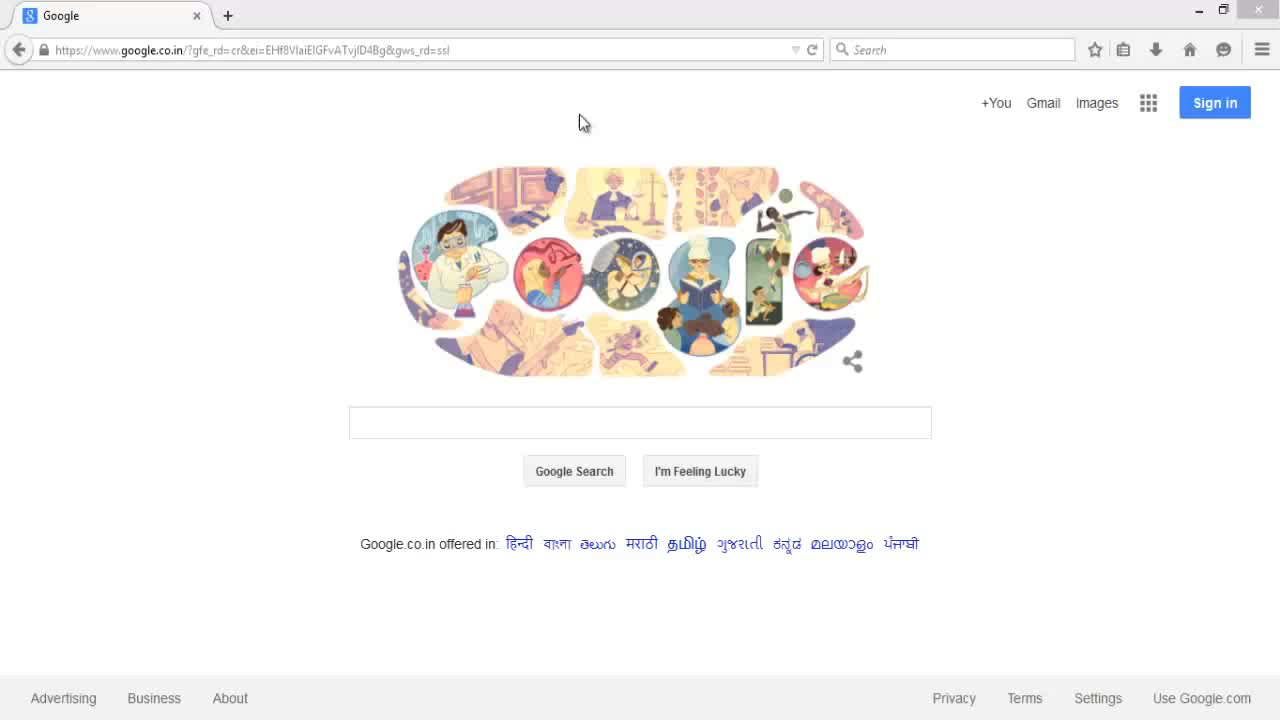 Google
https://www.google.co.in/?gfe_rd=cr&ei=EHf8VIaiEIGFvATvjID4Bg&gws_rd=ssl
Search
+You Gmail Images Sign in
Google Search I'm Feeling Lucky
Google.co.in offered in: हिन्दी বাংলা తెలుగు मराठी தமிழ் ગુજરાતી ಕನ್ನಡ മലയാളം ਪੰਜਾਬੀ
Advertising Business About Privacy Terms Settings Use Google.com